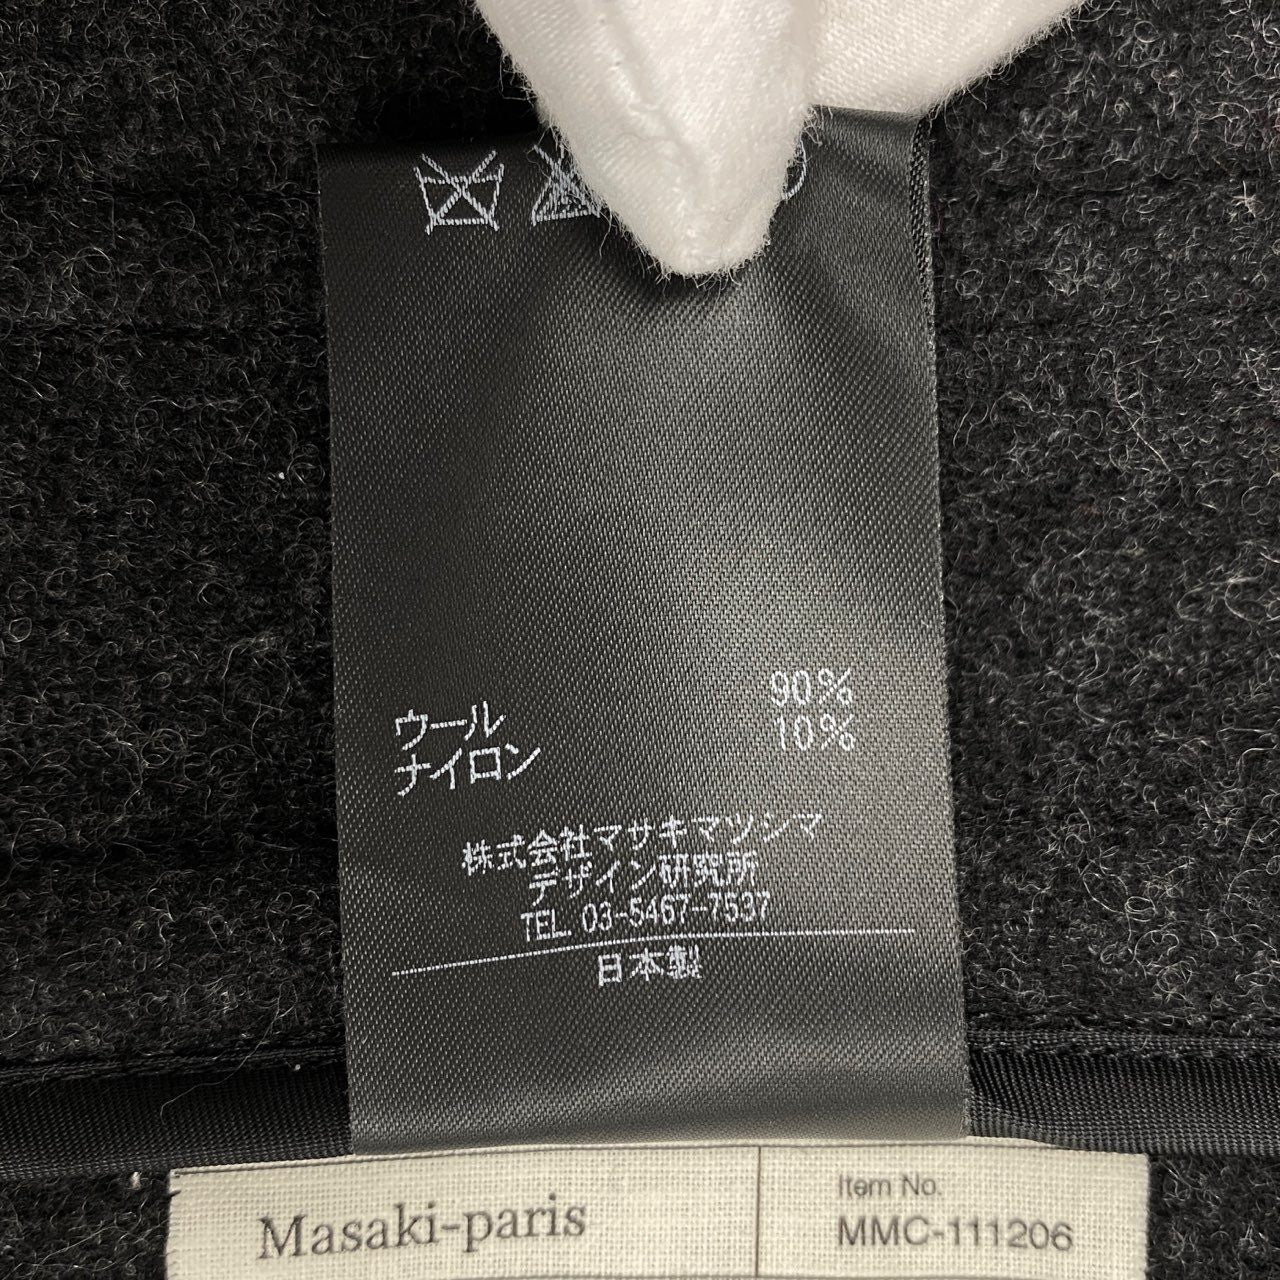 ウール 90%
ナイロン 10%
株式会社マサキマツシマ
デザイン研究所
TEL. 03-5467-7537
日本製
Masaki-paris
Item No.
MMC-111206